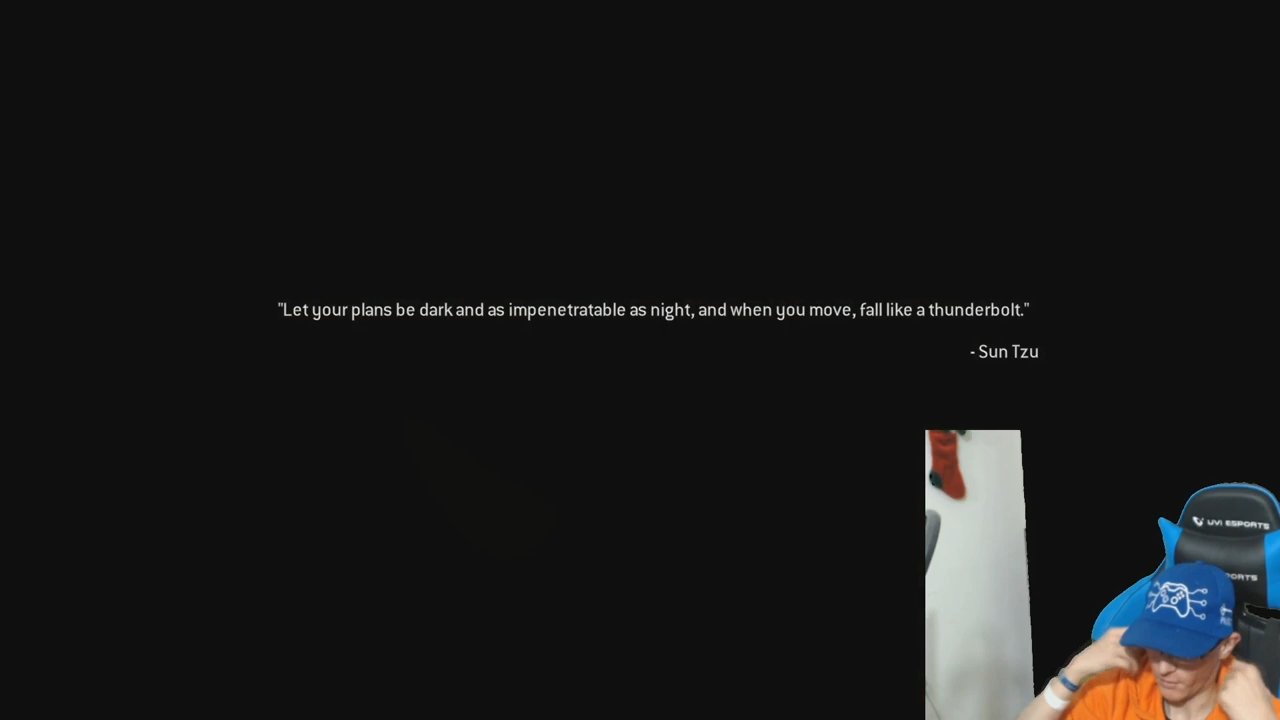 "Let your plans be dark and as impenetratable as night, and when you move, fall like a thunderbolt."
- Sun Tzu
UVI ESPORTS
PORTS